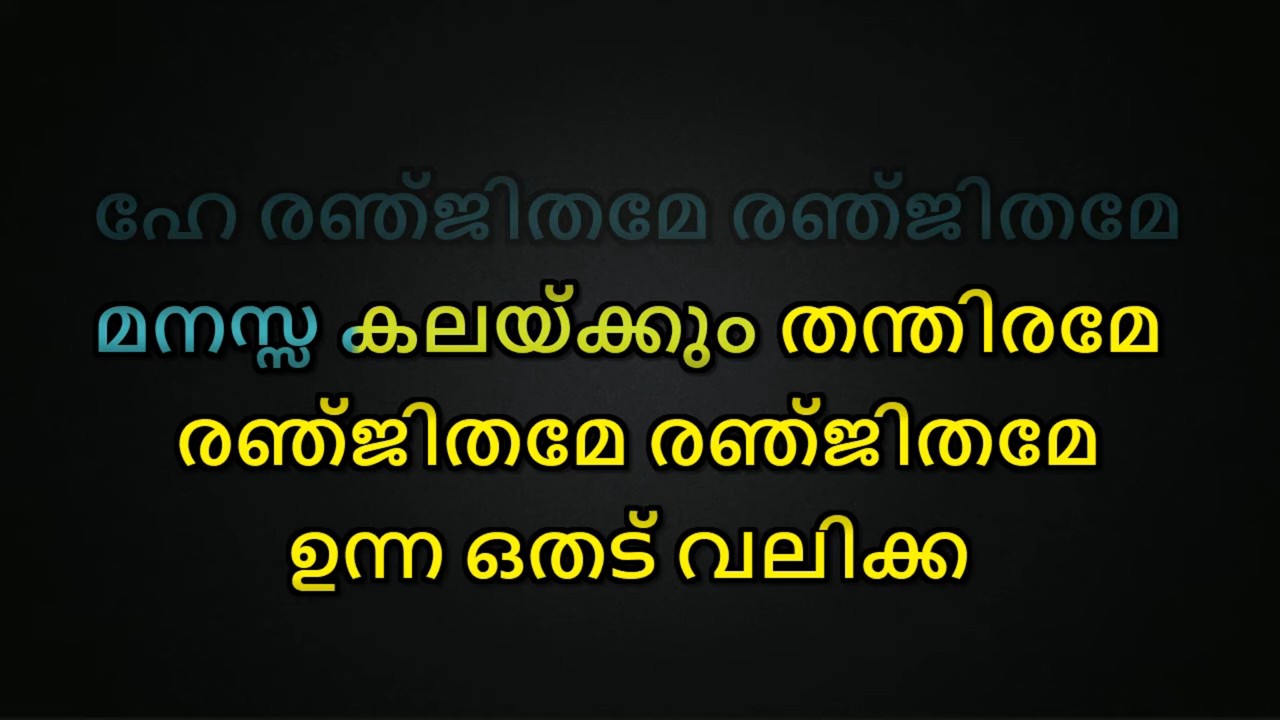 ഹേ രഞ്ജിതമേ രഞ്ജിതമേ
മനസ്സ കലയ്ക്കും തന്തിരമേ
രഞ്ജിതമേ രഞ്ജിതമേ
ഉന്ന ഒതട് വലിക്ക